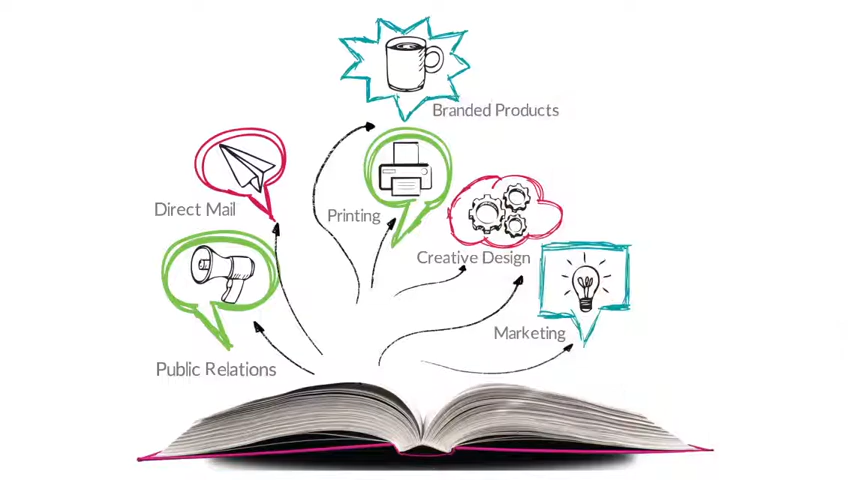 Branded Products
Direct Mail
Printing
Creative Design
Marketing
Public Relations